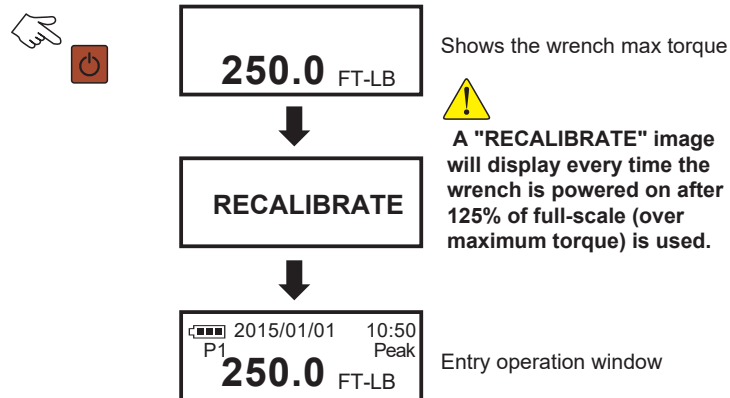 250.0 FT-LB
Shows the wrench max torque
A "RECALIBRATE" image
will display every time the
wrench is powered on after
125% of full-scale (over
maximum torque) is used.
RECALIBRATE
2015/01/01 10:50
P1 Peak
250.0 FT-LB
Entry operation window